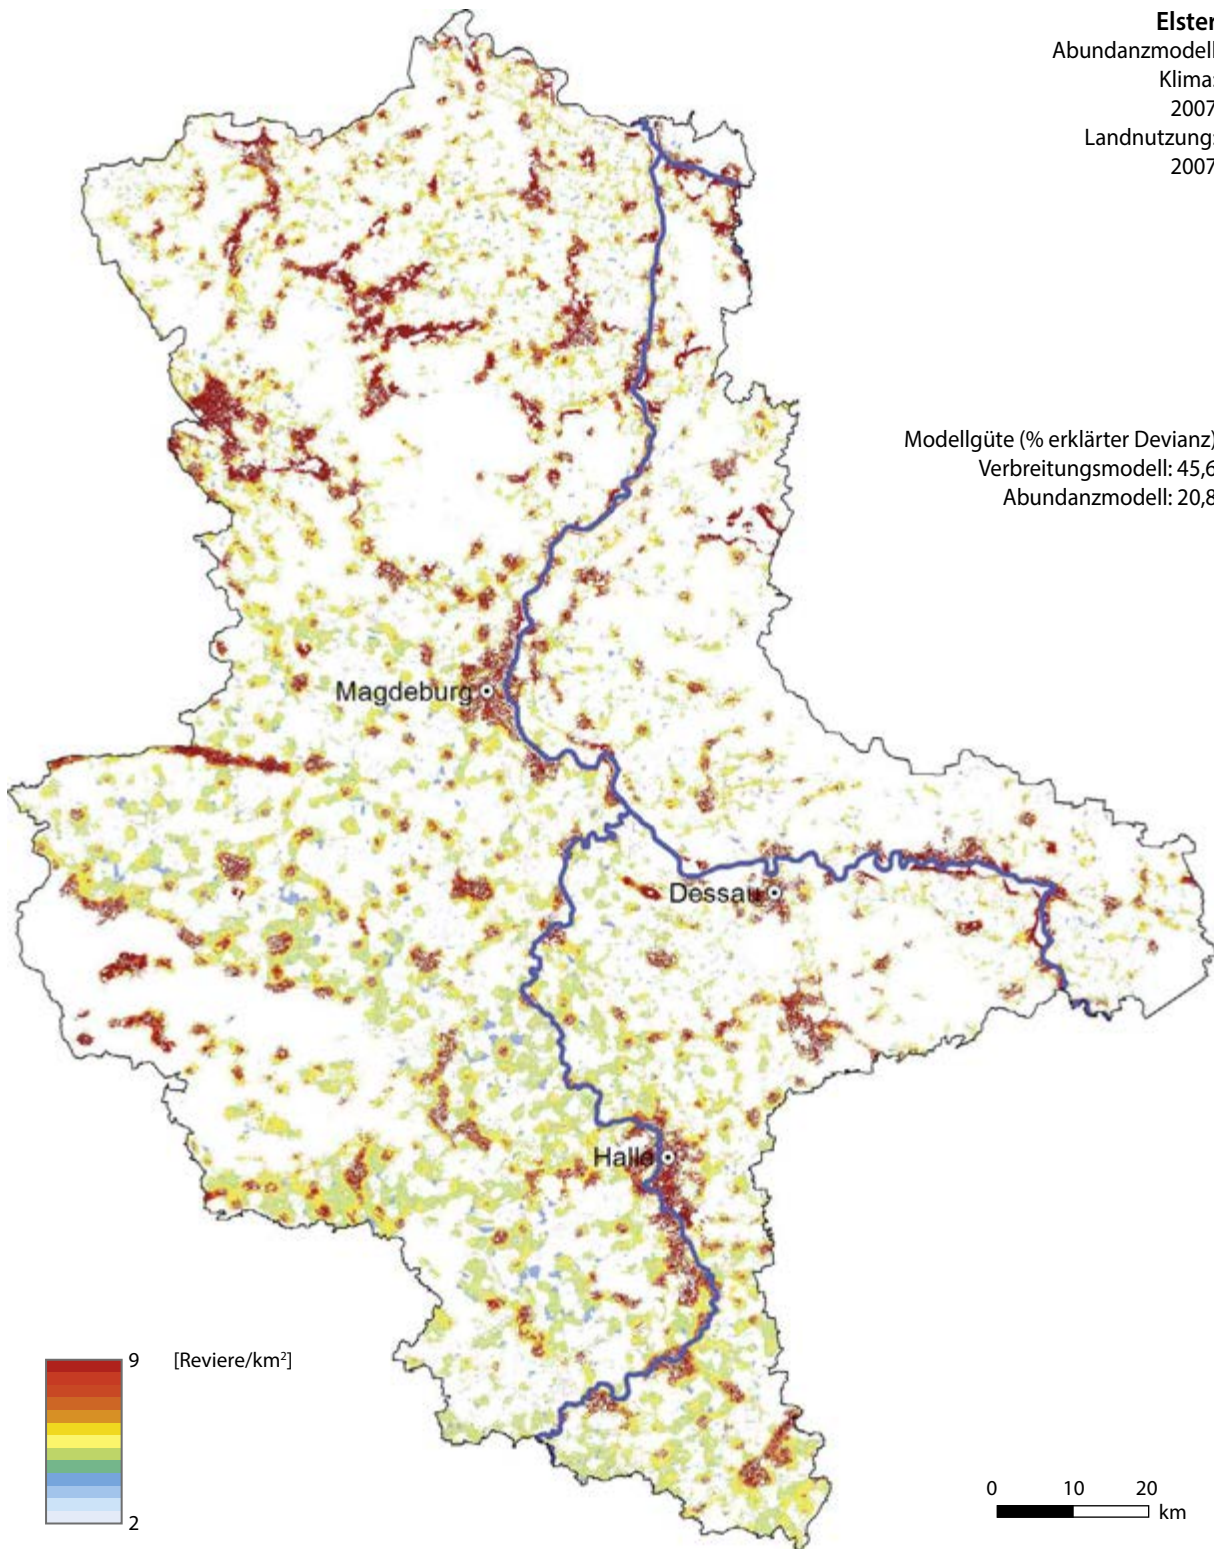 Elster
Abundanzmodell
Klima:
2007
Landnutzung:
2007
Modellgüte (% erklärter Devianz)
Verbreitungsmodell: 45,6
Abundanzmodell: 20,8
Magdeburg
Dessau
Halle
9 [Reviere/km²]
2
0 10 20
km